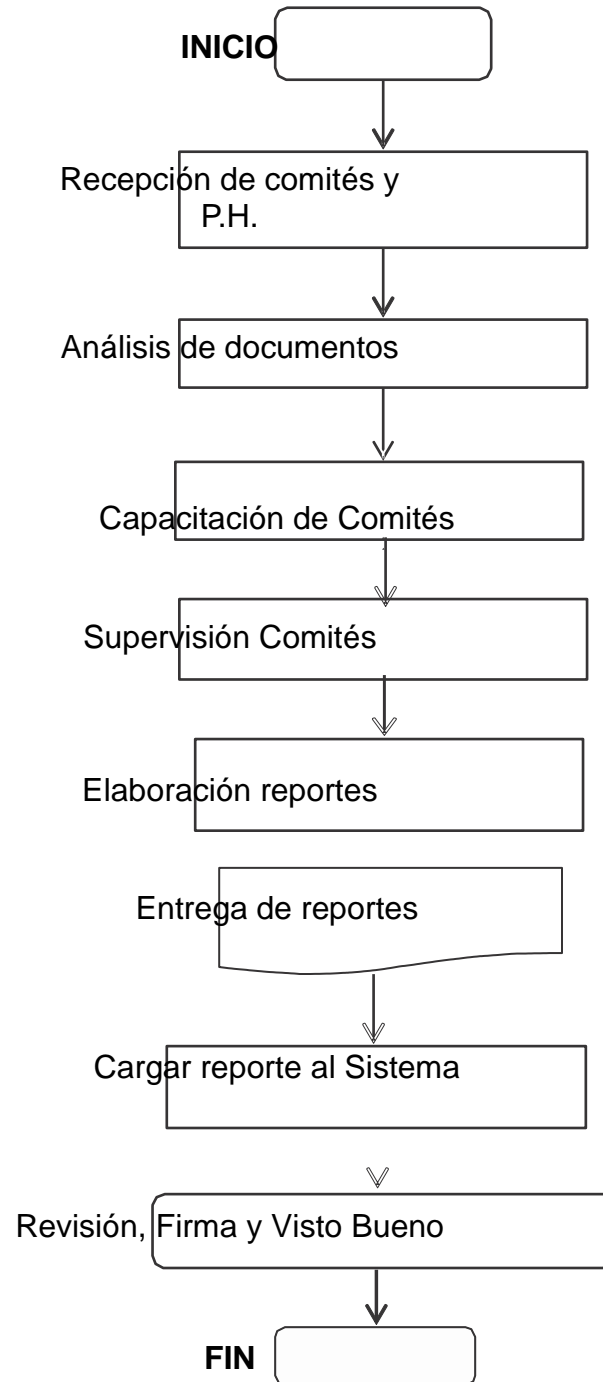 INICIO
Recepción de comités y
P.H.
Análisis de documentos
Capacitación de Comités
Supervisión Comités
Elaboración reportes
Entrega de reportes
Cargar reporte al Sistema
Revisión, Firma y Visto Bueno
FIN